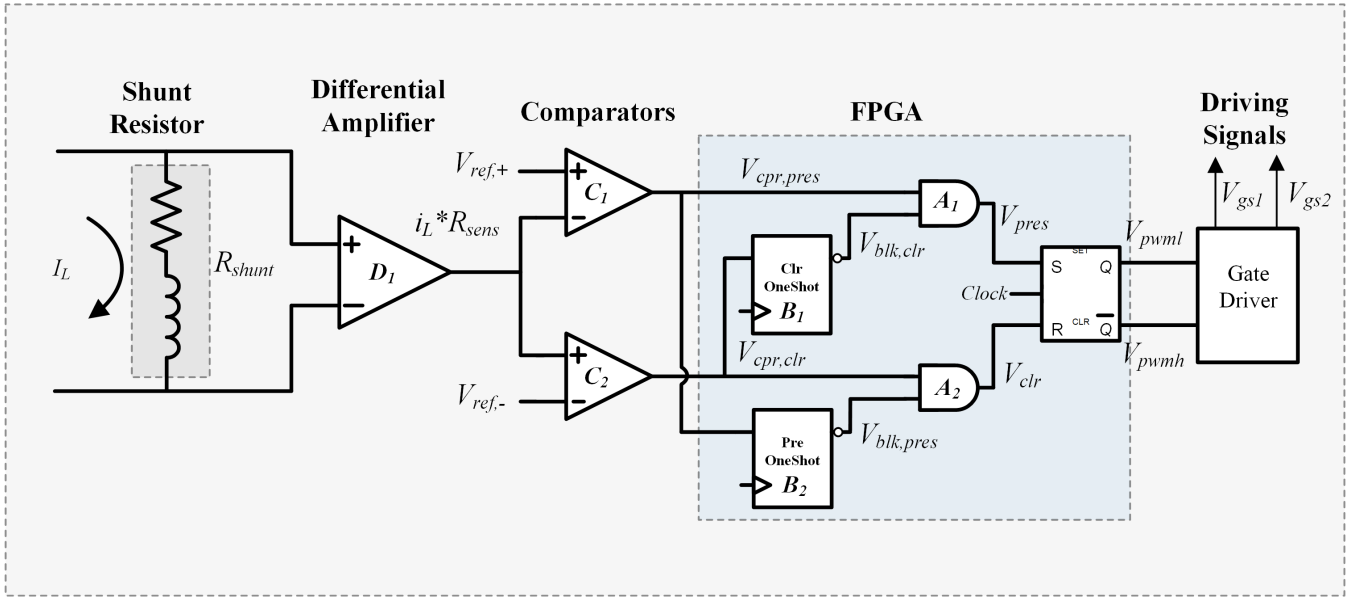 Shunt
Resistor
Differential
Amplifier
Comparators
FPGA
Driving
Signals
I_L
R_shunt
+
−
D_1
i_L*R_sens
V_ref,+
+
−
C_1
V_ref,-
+
−
C_2
V_cpr,pres
V_cpr,clr
Clr
OneShot
B_1
V_blk,clr
Pre
OneShot
B_2
V_blk,pres
A_1
V_pres
A_2
V_clr
Clock
SET
S Q
R CLR Q̅
V_pwml
V_pwmh
Gate
Driver
V_gs1
V_gs2